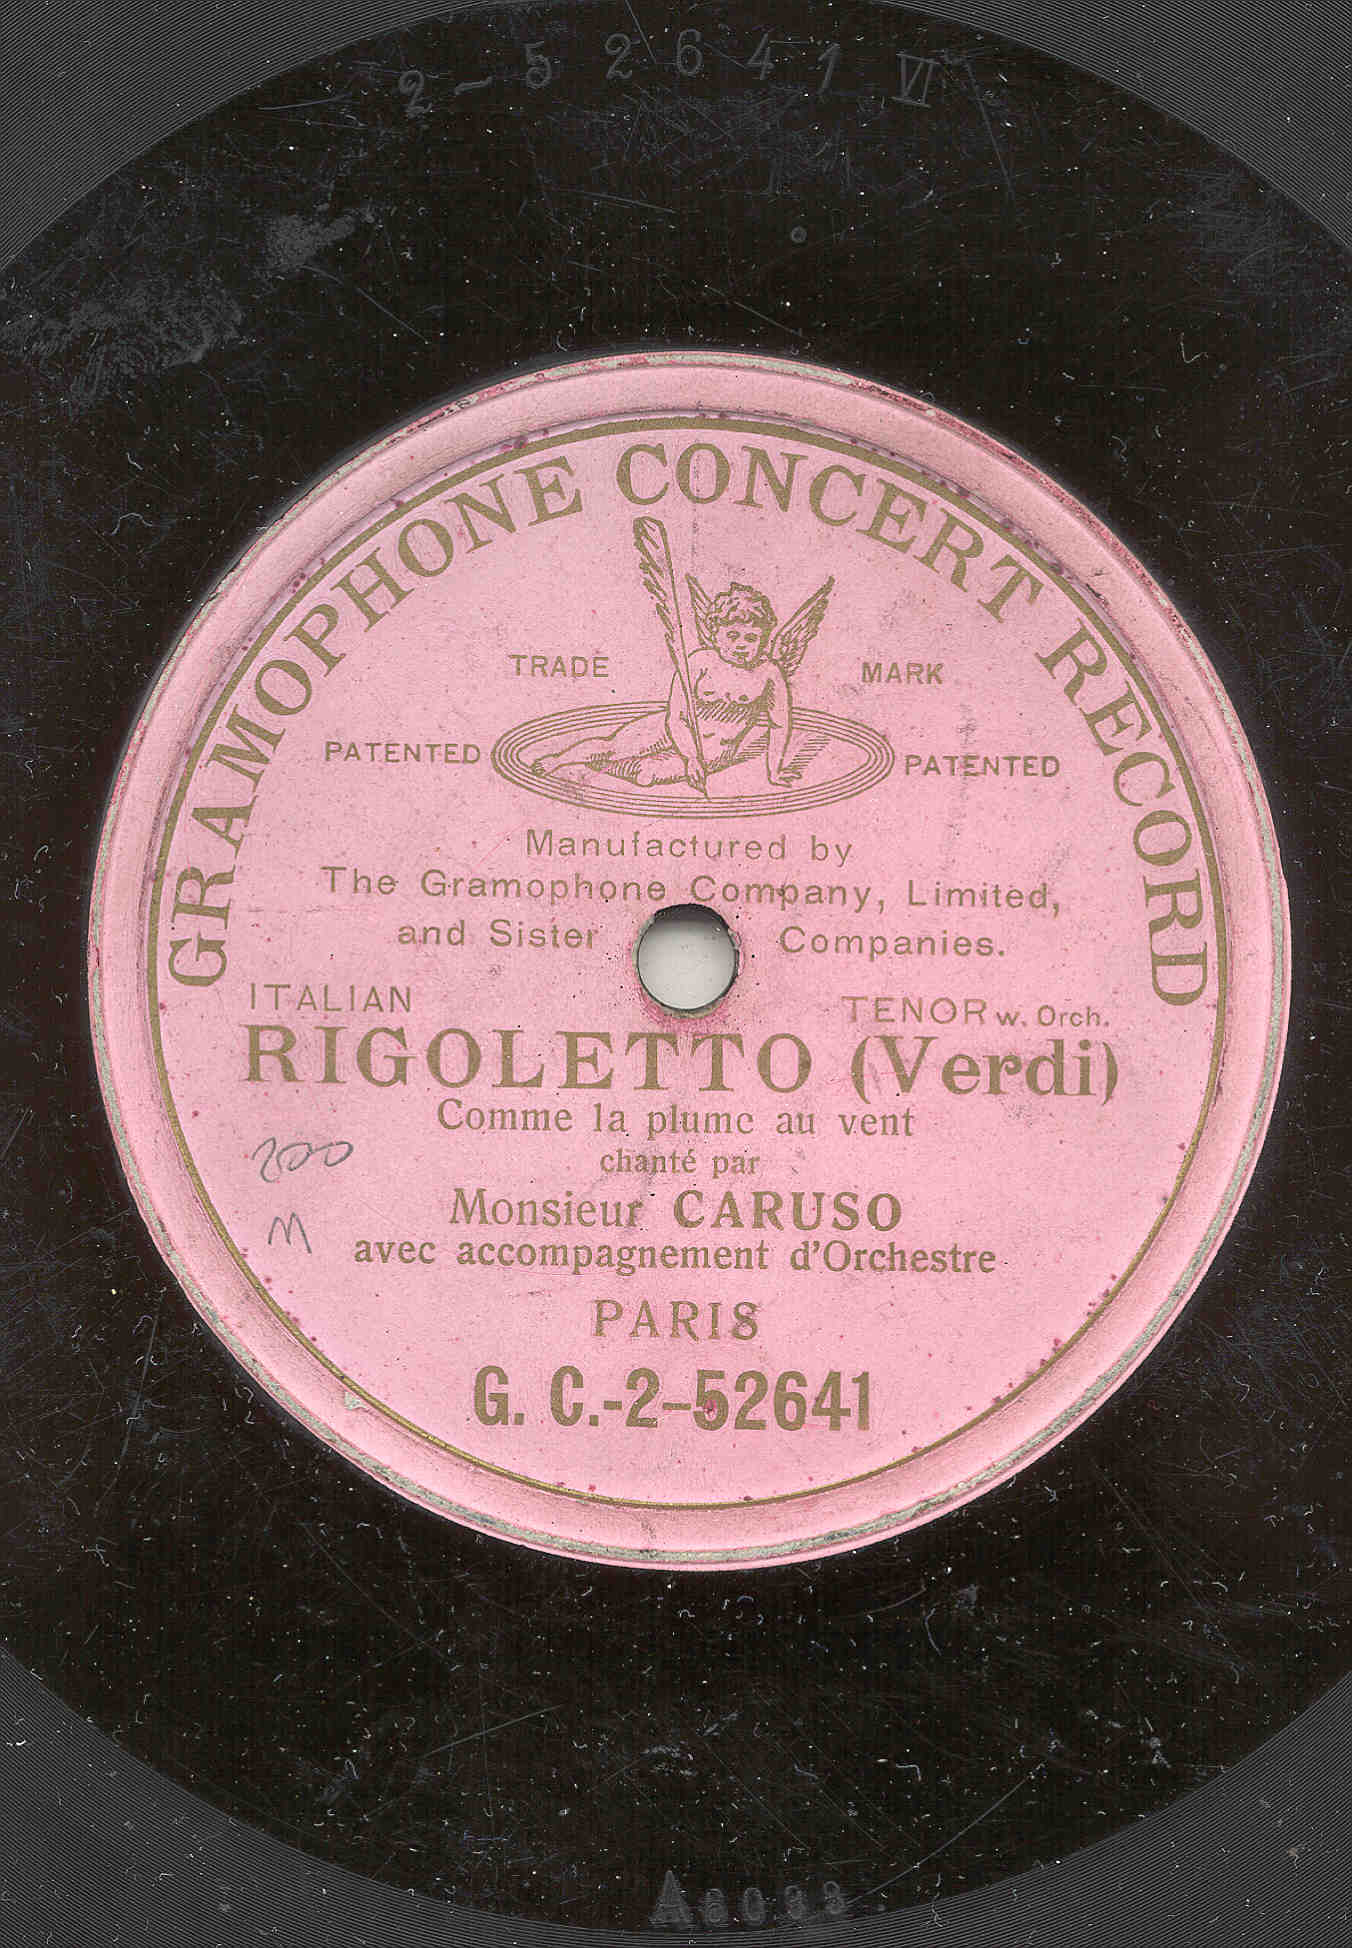 2-52641 VI
GRAMOPHONE CONCERT RECORD
TRADE MARK
PATENTED PATENTED
Manufactured by
The Gramophone Company, Limited,
and Sister Companies.
ITALIAN TENOR w. Orch.
RIGOLETTO (Verdi)
Comme la plume au vent
chanté par
200
Monsieur CARUSO
M
avec accompagnement d'Orchestre
PARIS
G. C.-2-52641